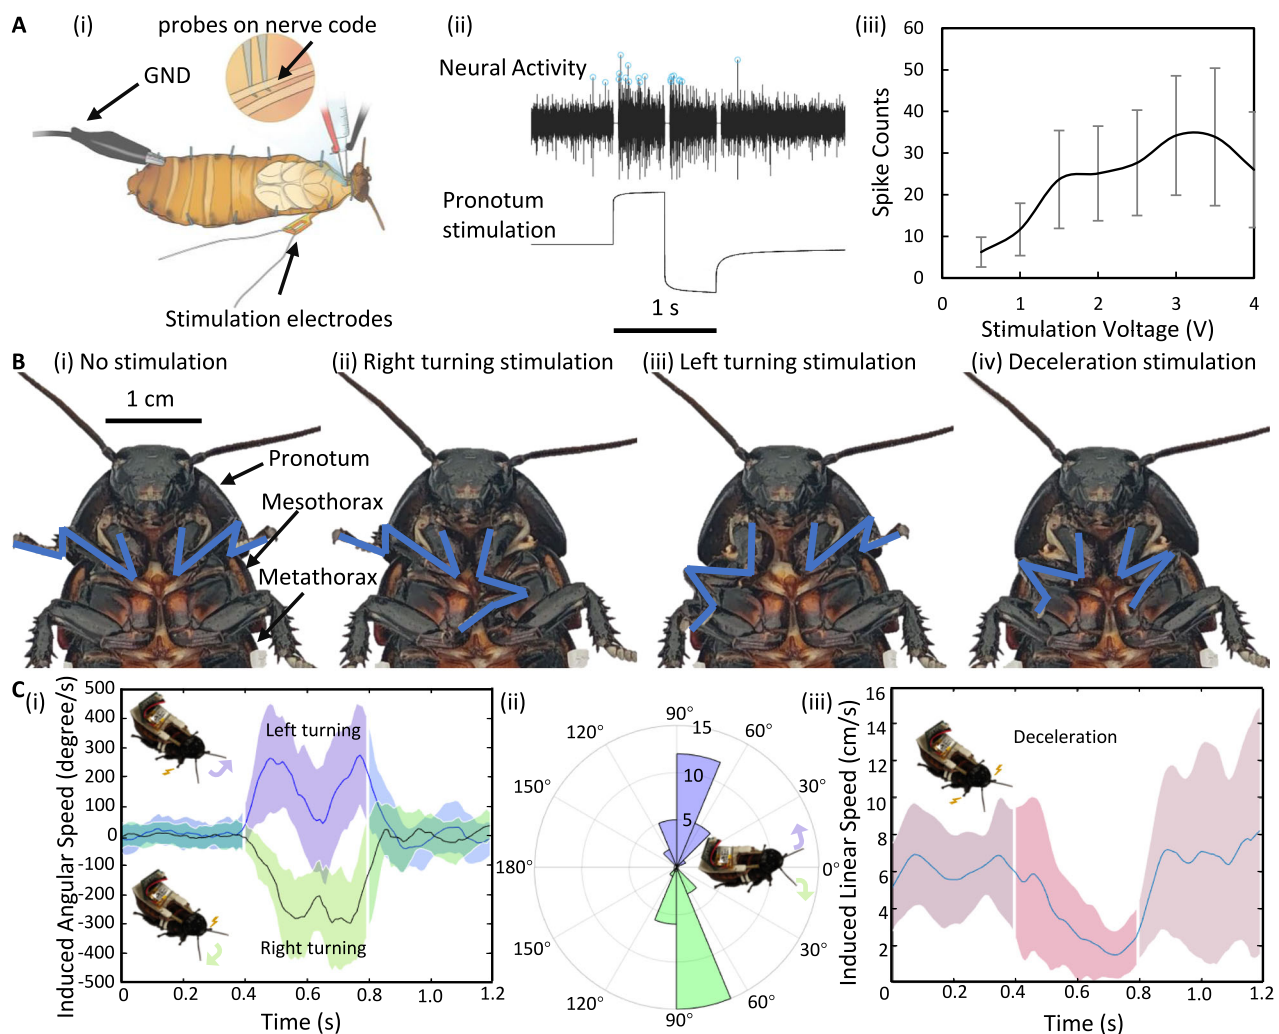 A
(i)
probes on nerve code
GND
Stimulation electrodes
(ii)
Neural Activity
Pronotum
stimulation
1 s
(iii)
60
50
40
30
20
10
0
Spike Counts
0 1 2 3 4
Stimulation Voltage (V)
B (i) No stimulation
(ii) Right turning stimulation
(iii) Left turning stimulation
(iv) Deceleration stimulation
1 cm
Pronotum
Mesothorax
Metathorax
C
(i)
500
400
300
200
100
0
-100
-200
-300
-400
-500
Induced Angular Speed (degree/s)
Left turning
Right turning
0 0.2 0.4 0.6 0.8 1.0 1.2
Time (s)
(ii)
90°
15
120°
60°
10
150°
30°
5
180°
0°
150°
30°
120°
60°
90°
(iii)
16
14
12
10
8
6
4
2
Induced Linear Speed (cm/s)
Deceleration
0 0.2 0.4 0.6 0.8 1.0 1.2
Time (s)